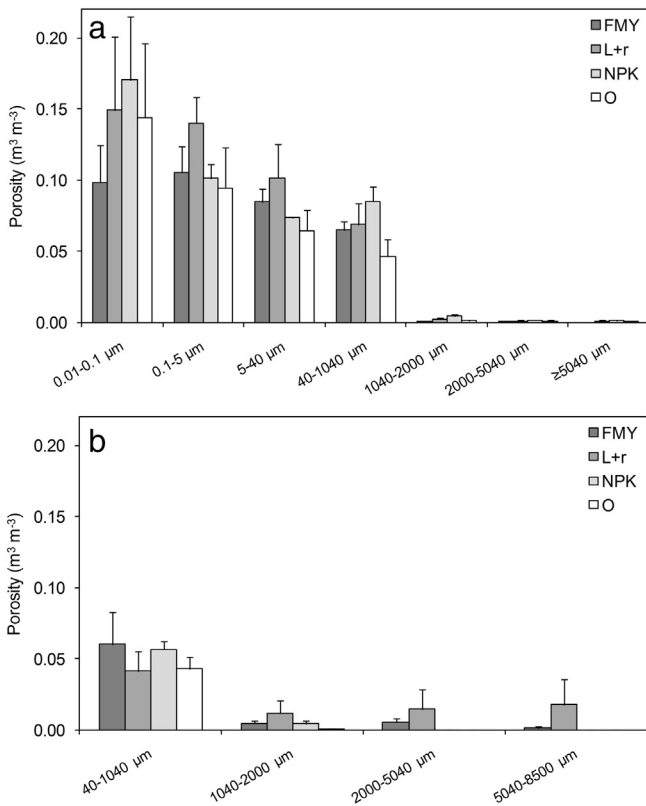 a
FMY
L+r
NPK
O
0.20
0.15
0.10
0.05
0.00
Porosity (m³ m⁻³)
0.01-0.1 µm
0.1-5 µm
5-40 µm
40-1040 µm
1040-2000 µm
2000-5040 µm
≥5040 µm
b
FMY
L+r
NPK
O
0.20
0.15
0.10
0.05
0.00
Porosity (m³ m⁻³)
40-1040 µm
1040-2000 µm
2000-5040 µm
5040-8500 µm